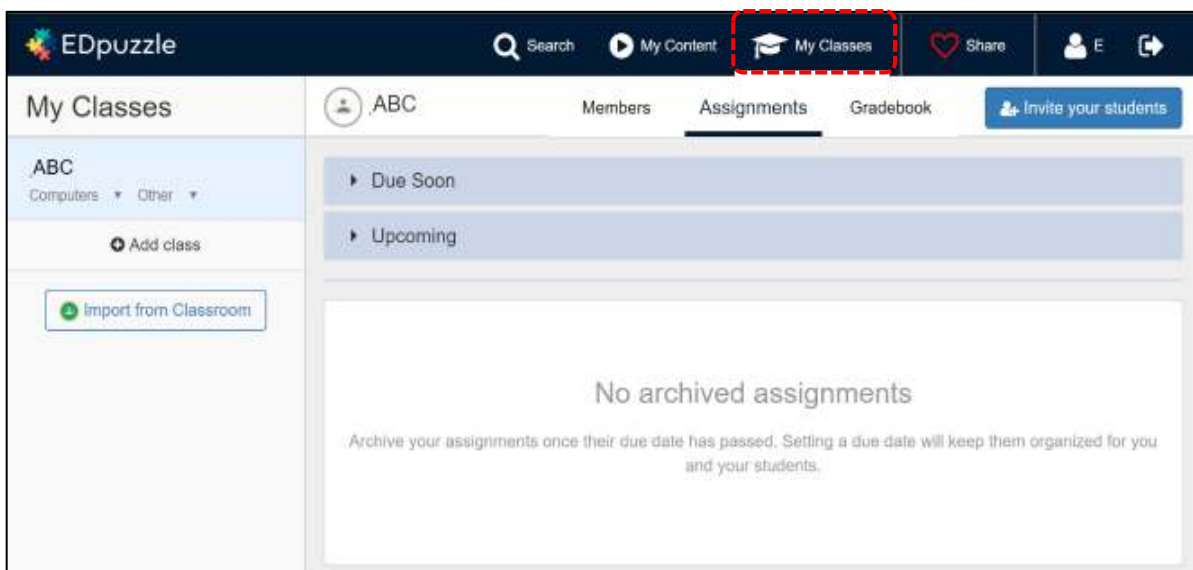 EDpuzzle Search My Content My Classes Share E
My Classes
ABC Members Assignments Gradebook Invite your students
ABC
Computers Other
Add class
Import from Classroom
Due Soon
Upcoming
No archived assignments
Archive your assignments once their due date has passed. Setting a due date will keep them organized for you
and your students.